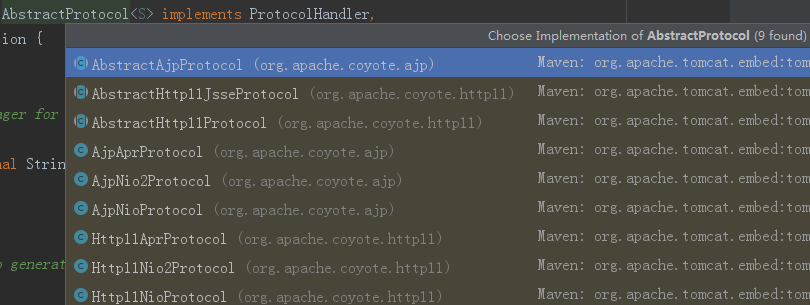 AbstractProtocol<S> implements ProtocolHandler,
ion {
Choose Implementation of AbstractProtocol (9 found)
AbstractAjpProtocol (org.apache.coyote.ajp) Maven: org.apache.tomcat.embed:tom
AbstractHttp11JsseProtocol (org.apache.coyote.http11) Maven: org.apache.tomcat.embed:tom
ager for AbstractHttp11Protocol (org.apache.coyote.http11) Maven: org.apache.tomcat.embed:tom
AjpAprProtocol (org.apache.coyote.ajp) Maven: org.apache.tomcat.embed:tom
nal Strin
AjpNio2Protocol (org.apache.coyote.ajp) Maven: org.apache.tomcat.embed:tom
AjpNioProtocol (org.apache.coyote.ajp) Maven: org.apache.tomcat.embed:tom
Http11AprProtocol (org.apache.coyote.http11) Maven: org.apache.tomcat.embed:tom
o generat Http11Nio2Protocol (org.apache.coyote.http11) Maven: org.apache.tomcat.embed:tom
Http11NioProtocol (org.apache.coyote.http11) Maven: org.apache.tomcat.embed:tom